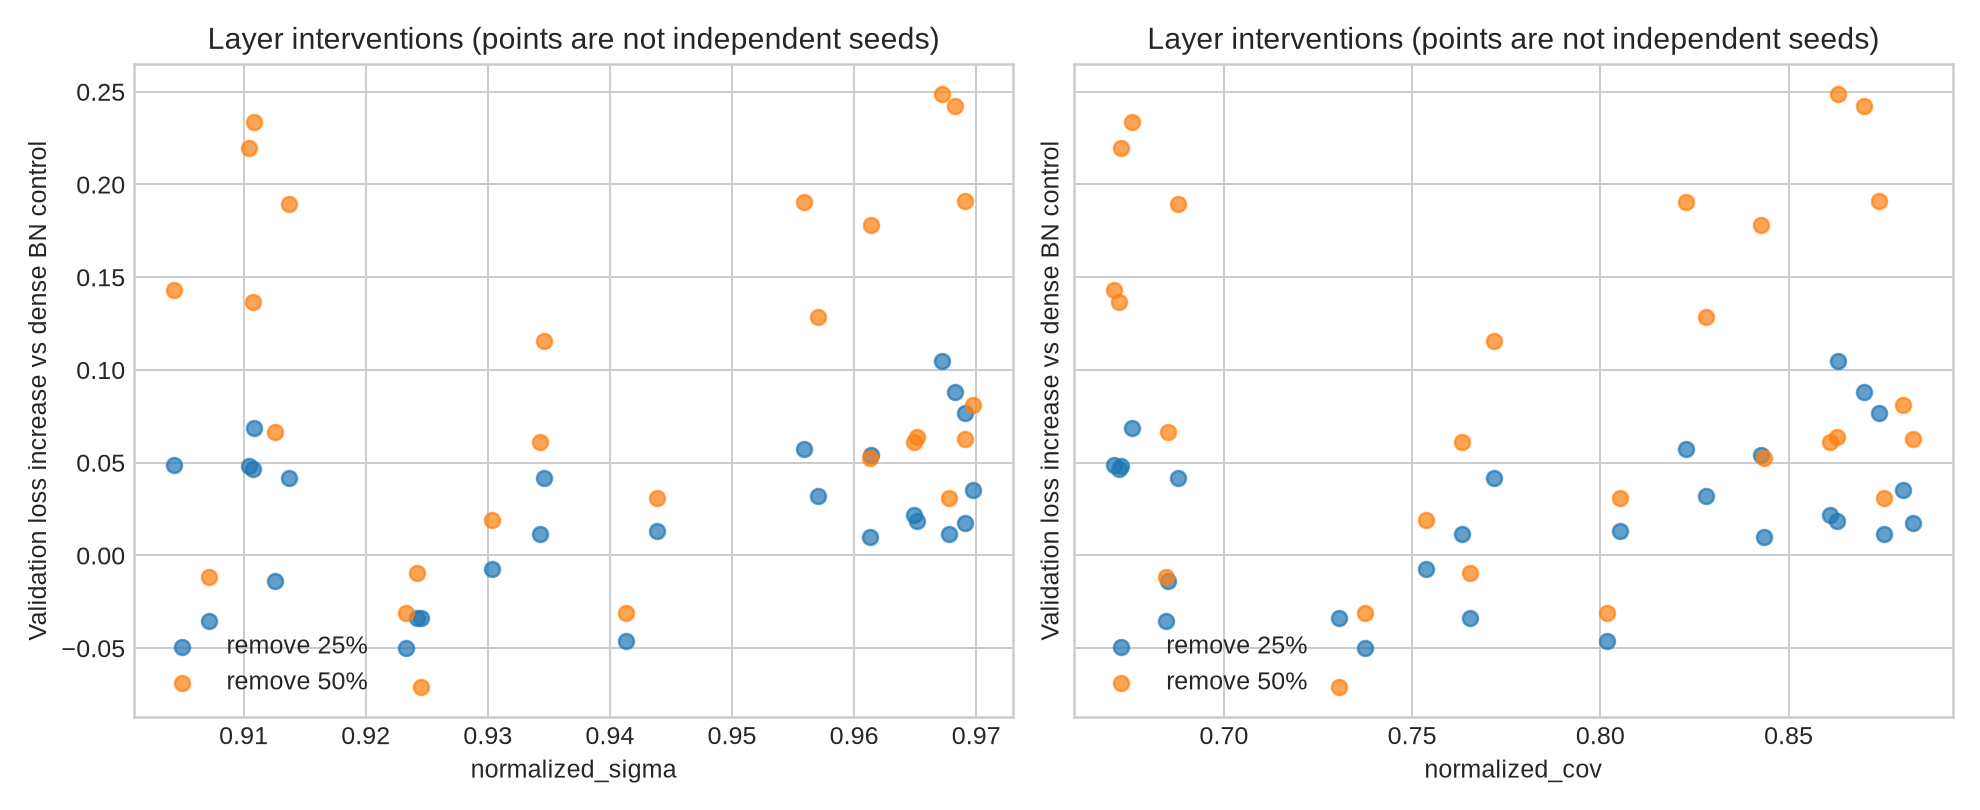 Layer interventions (points are not independent seeds)
Layer interventions (points are not independent seeds)
Validation loss increase vs dense BN control
0.25
0.20
0.15
0.10
0.05
0.00
−0.05
remove 25%
remove 50%
0.91 0.92 0.93 0.94 0.95 0.96 0.97
normalized_sigma
Validation loss increase vs dense BN control
remove 25%
remove 50%
0.70 0.75 0.80 0.85
normalized_cov